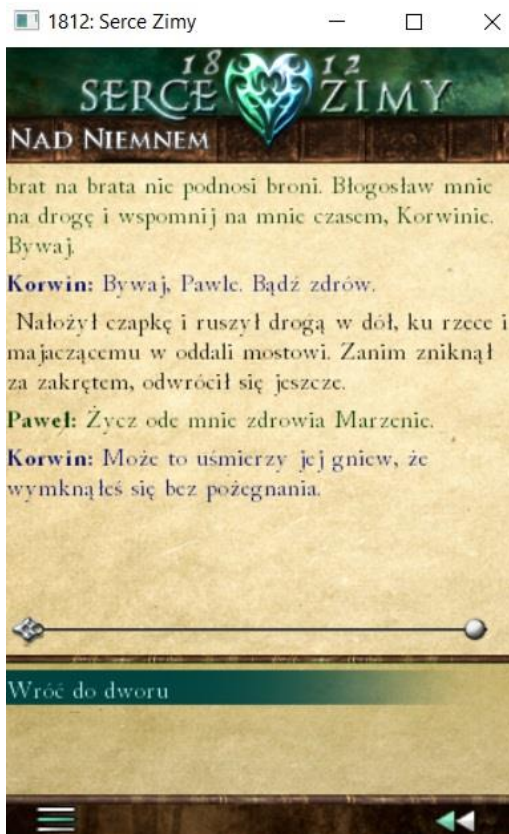 1812: Serce Zimy
18 12
SERCE ZIMY
NAD NIEMNEM
brat na brata nie podnosi broni. Błogosław mnie
na drogę i wspomnij na mnie czasem, Korwinie.
Bywaj.
Korwin: Bywaj, Pawle. Bądź zdrów.
Nałożył czapkę i ruszył drogą w dół, ku rzece i
majaczącemu w oddali mostowi. Zanim zniknął
za zakrętem, odwrócił się jeszcze.
Paweł: Życz ode mnie zdrowia Marzenie.
Korwin: Może to uśmierzy jej gniew, że
wymknąłeś się bez pożegnania.
Wróć do dworu